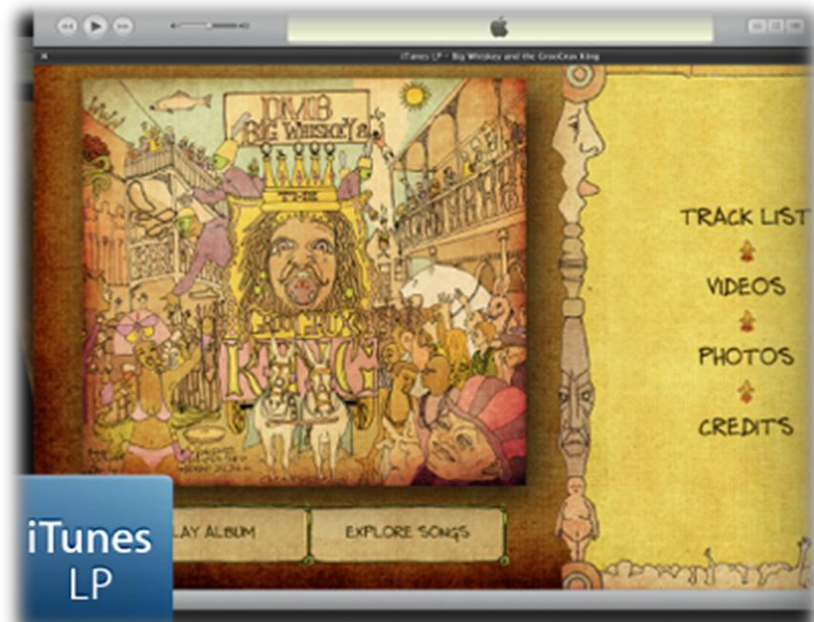 iTunes LP - Big Whiskey and the GrooGrux King
DMB
BIG WHISKEY &
THE
GROOGRUX
KING
TRACK LIST
VIDEOS
PHOTOS
CREDITS
LAY ALBUM
EXPLORE SONGS
iTunes
LP